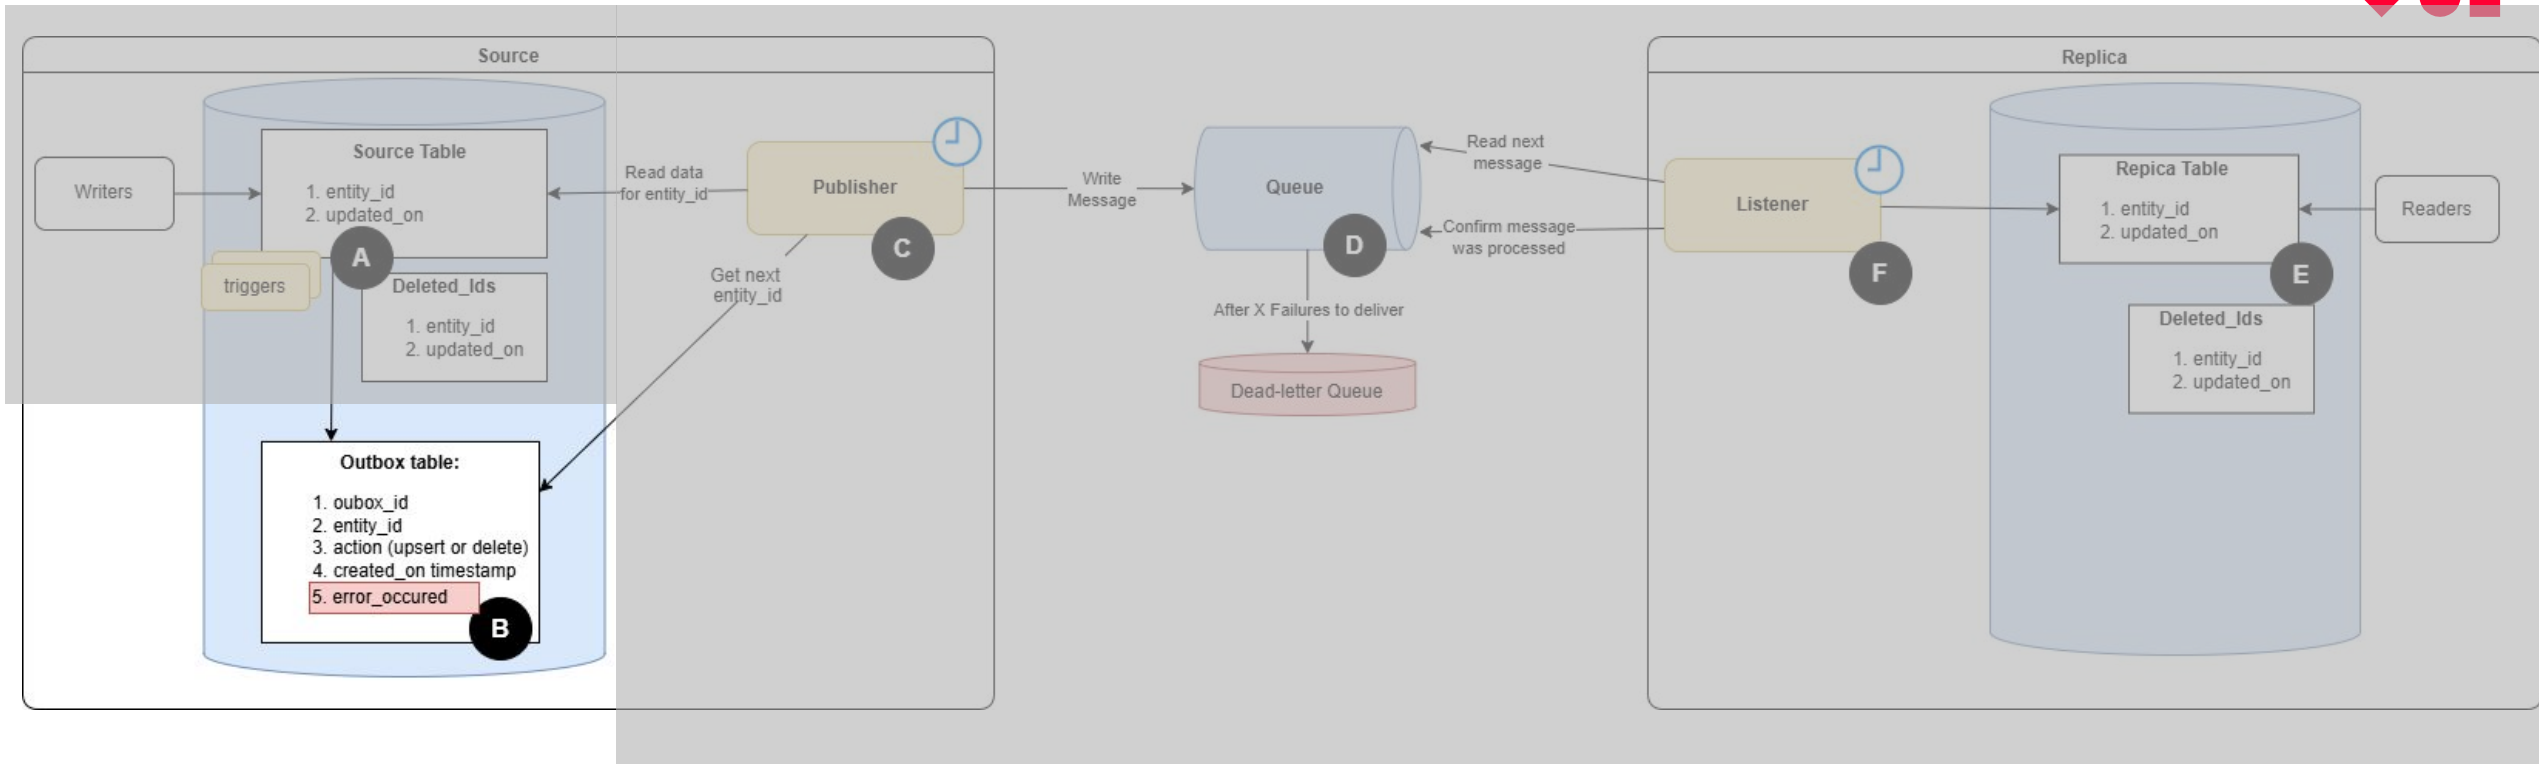 Source
Writers
Source Table
1. entity_id
2. updated_on
A
triggers
Deleted_Ids
1. entity_id
2. updated_on
Outbox table:
1. oubox_id
2. entity_id
3. action (upsert or delete)
4. created_on timestamp
5. error_occured
B
Read data
for entity_id
Publisher
C
Get next
entity_id
Write
Message
Queue
D
After X Failures to deliver
Dead-letter Queue
Read next
message
Confirm message
was processed
Replica
Listener
F
Repica Table
1. entity_id
2. updated_on
E
Deleted_Ids
1. entity_id
2. updated_on
Readers